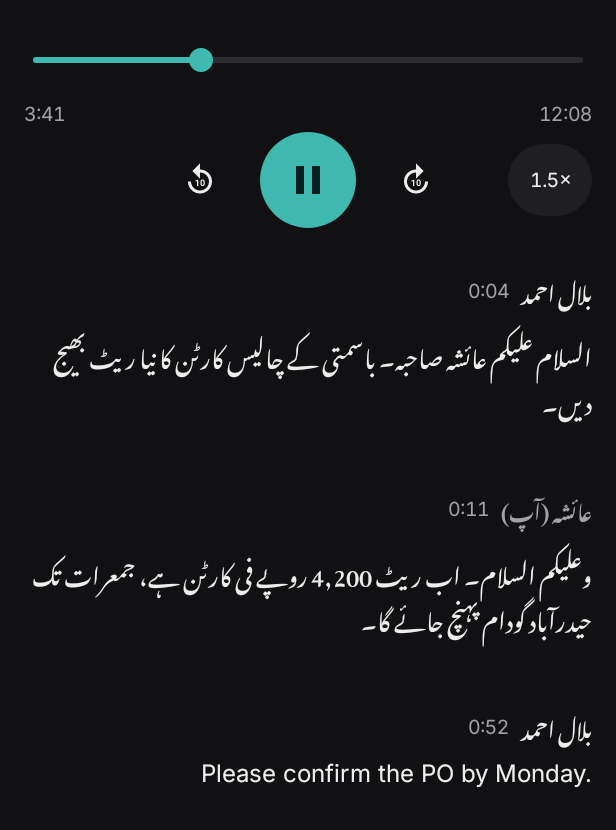 3:41
12:08
10
10
1.5×
بلال احمد 0:04
السلام علیکم عائشہ صاحبہ۔ باسمتی کے چالیس کارٹن کا نیا ریٹ بھیج
دیں۔
عائشہ (آپ) 0:11
وعلیکم السلام۔ اب ریٹ 4,200 روپے فی کارٹن ہے، جمعرات تک
حیدرآباد گودام پہنچ جائے گا۔
بلال احمد 0:52
Please confirm the PO by Monday.